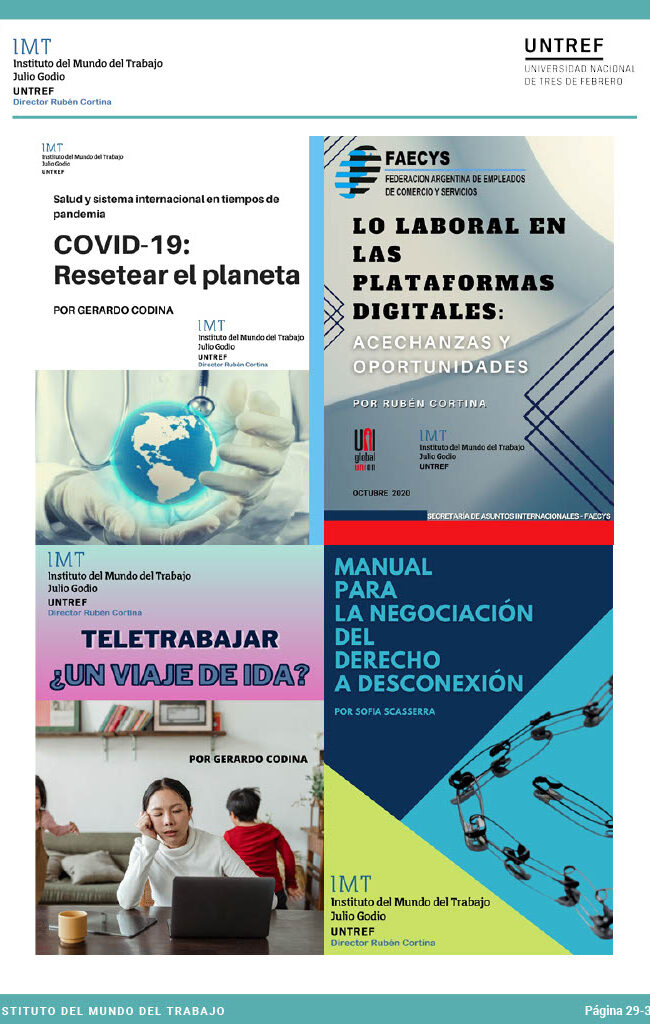 IMT
Instituto del Mundo del Trabajo
Julio Godio
UNTREF
Director Rubén Cortina
UNTREF
UNIVERSIDAD NACIONAL
DE TRES DE FEBRERO
IMT
Instituto del Mundo del Trabajo
Julio Godio
UNTREF
Salud y sistema internacional en tiempos de
pandemia
COVID-19:
Resetear el planeta
POR GERARDO CODINA
IMT
Instituto del Mundo del Trabajo
Julio Godio
UNTREF
Director Rubén Cortina
FAECYS
FEDERACION ARGENTINA DE EMPLEADOS
DE COMERCIO Y SERVICIOS
LO LABORAL EN
LAS
PLATAFORMAS
DIGITALES:
ACECHANZAS Y
OPORTUNIDADES
POR RUBÉN CORTINA
UNI
global
union
IMT
Instituto del Mundo del Trabajo
Julio Godio
UNTREF
OCTUBRE 2020
SECRETARÍA DE ASUNTOS INTERNACIONALES - FAECYS
IMT
Instituto del Mundo del Trabajo
Julio Godio
UNTREF
Director Rubén Cortina
TELETRABAJAR
¿UN VIAJE DE IDA?
POR GERARDO CODINA
MANUAL
PARA
LA NEGOCIACIÓN
DEL
DERECHO
A DESCONEXIÓN
POR SOFIA SCASSERRA
IMT
Instituto del Mundo del Trabajo
Julio Godio
UNTREF
Director Rubén Cortina
STITUTO DEL MUNDO DEL TRABAJO
Página 29-3